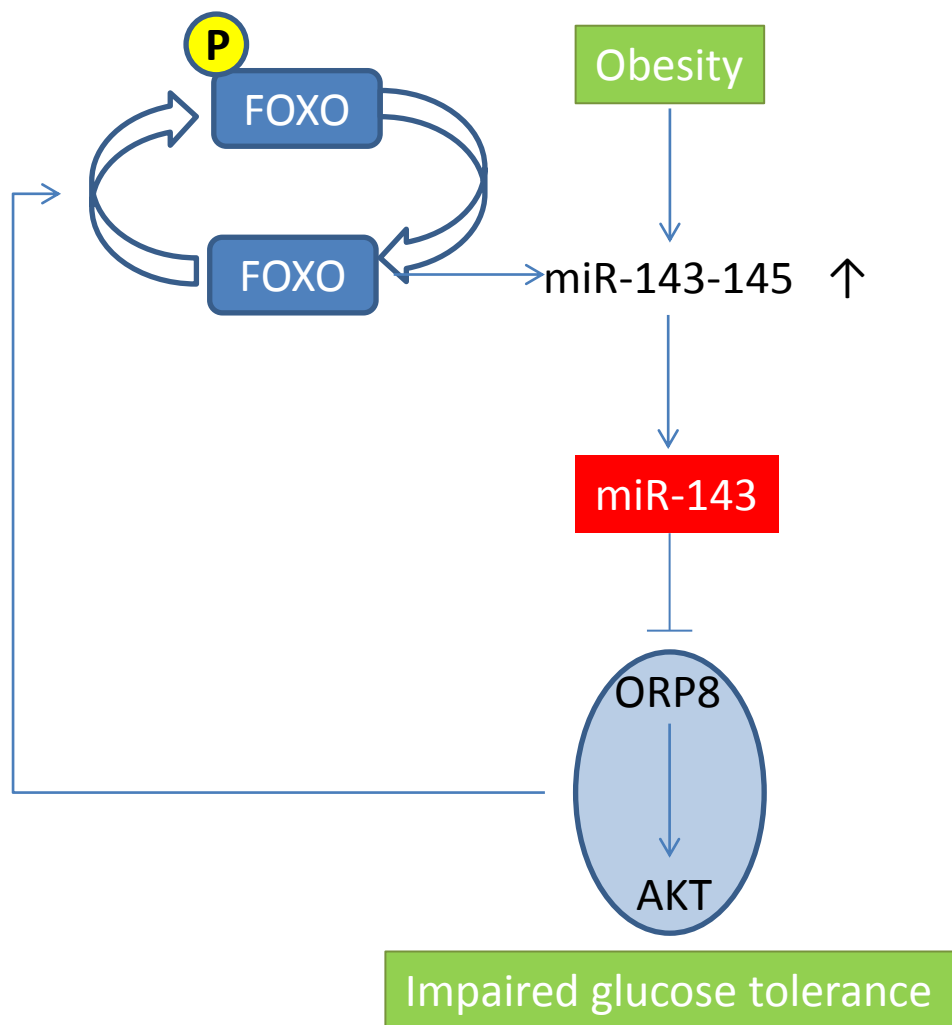 P
FOXO
Obesity
FOXO
miR-143-145 ↑
miR-143
ORP8
AKT
Impaired glucose tolerance